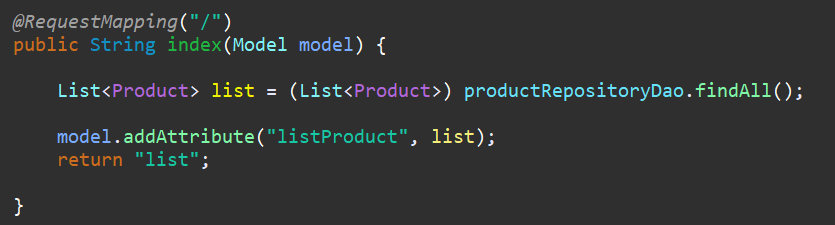 @RequestMapping("/")
public String index(Model model) {
List<Product> list = (List<Product>) productRepositoryDao.findAll();
model.addAttribute("listProduct", list);
return "list";
}